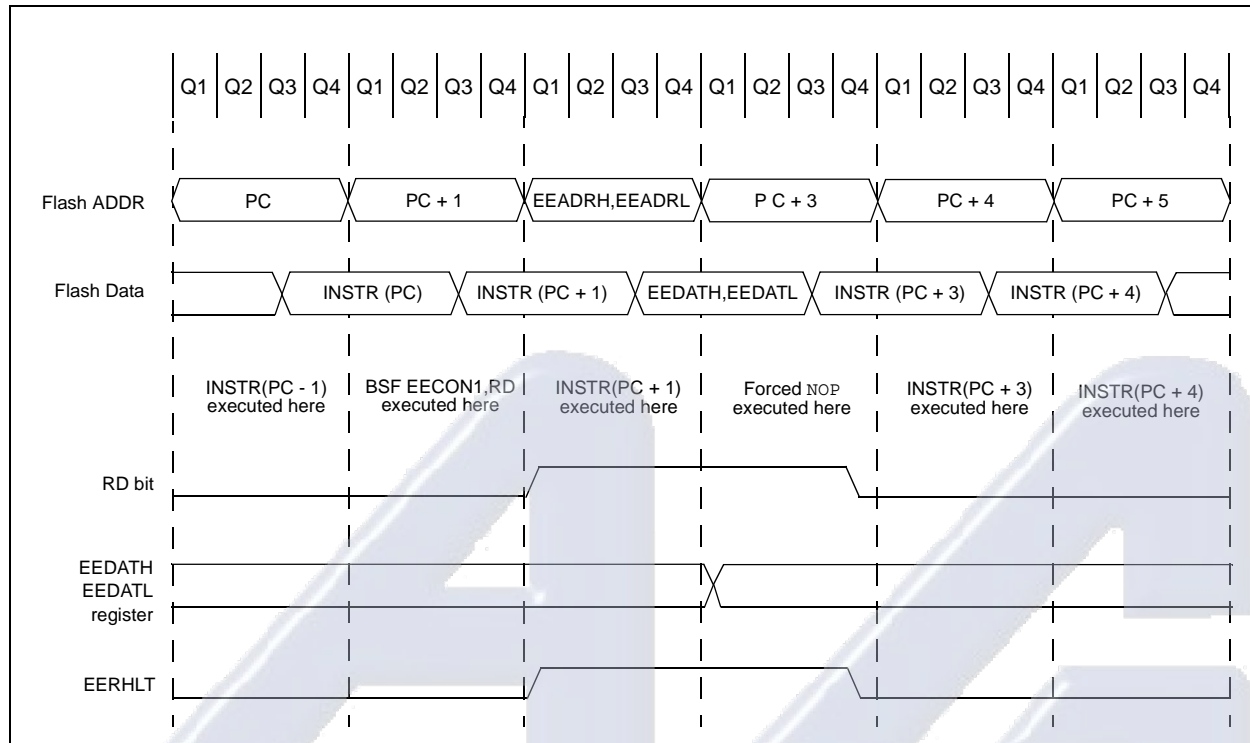 Q1 Q2 Q3 Q4 Q1 Q2 Q3 Q4 Q1 Q2 Q3 Q4 Q1 Q2 Q3 Q4 Q1 Q2 Q3 Q4 Q1 Q2 Q3 Q4
Flash ADDR PC PC + 1 EEADRH,EEADRL P C + 3 PC + 4 PC + 5
Flash Data INSTR (PC) INSTR (PC + 1) EEDATH,EEDATL INSTR (PC + 3) INSTR (PC + 4)
INSTR(PC - 1) BSF EECON1,RD INSTR(PC + 1) Forced NOP INSTR(PC + 3) INSTR(PC + 4)
executed here executed here executed here executed here executed here executed here
RD bit
EEDATH
EEDATL
register
EERHLT